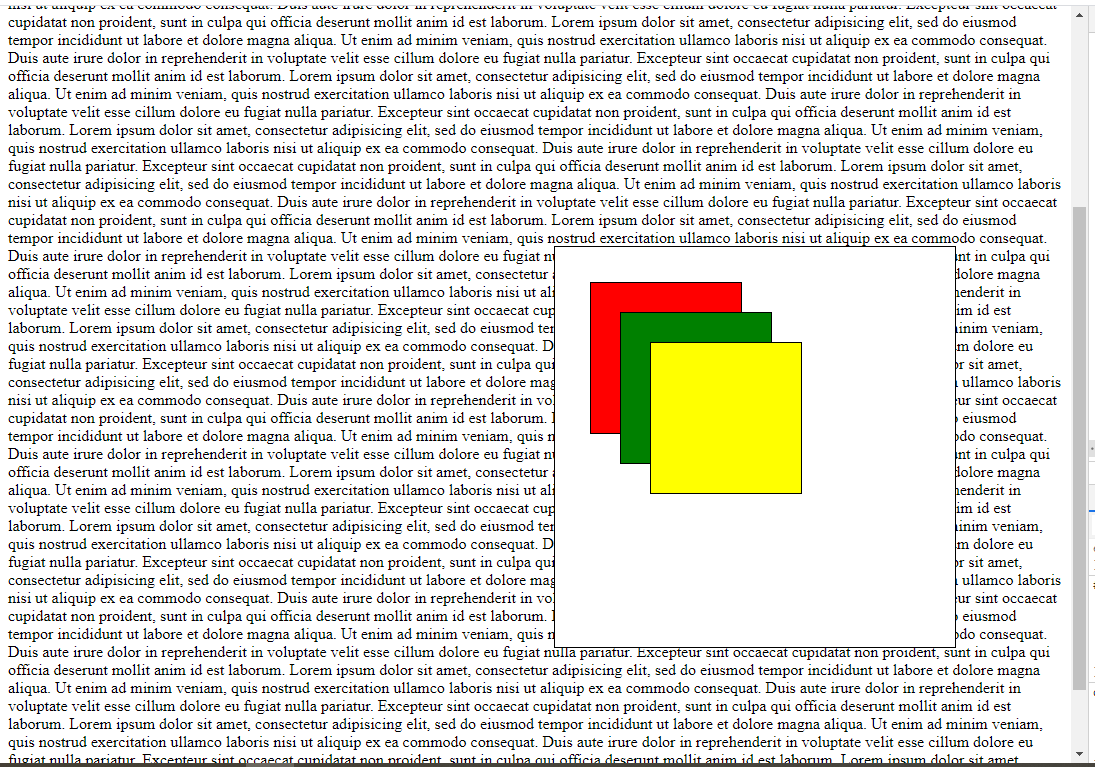 nisi ut aliquip ex ea commodo consequat. Duis aute irure dolor in reprehenderit in voluptate velit esse cillum dolore eu fugiat nulla pariatur. Excepteur sint occaecat
cupidatat non proident, sunt in culpa qui officia deserunt mollit anim id est laborum. Lorem ipsum dolor sit amet, consectetur adipisicing elit, sed do eiusmod
tempor incididunt ut labore et dolore magna aliqua. Ut enim ad minim veniam, quis nostrud exercitation ullamco laboris nisi ut aliquip ex ea commodo consequat.
Duis aute irure dolor in reprehenderit in voluptate velit esse cillum dolore eu fugiat nulla pariatur. Excepteur sint occaecat cupidatat non proident, sunt in culpa qui
officia deserunt mollit anim id est laborum. Lorem ipsum dolor sit amet, consectetur adipisicing elit, sed do eiusmod tempor incididunt ut labore et dolore magna
aliqua. Ut enim ad minim veniam, quis nostrud exercitation ullamco laboris nisi ut aliquip ex ea commodo consequat. Duis aute irure dolor in reprehenderit in
voluptate velit esse cillum dolore eu fugiat nulla pariatur. Excepteur sint occaecat cupidatat non proident, sunt in culpa qui officia deserunt mollit anim id est
laborum. Lorem ipsum dolor sit amet, consectetur adipisicing elit, sed do eiusmod tempor incididunt ut labore et dolore magna aliqua. Ut enim ad minim veniam,
quis nostrud exercitation ullamco laboris nisi ut aliquip ex ea commodo consequat. Duis aute irure dolor in reprehenderit in voluptate velit esse cillum dolore eu
fugiat nulla pariatur. Excepteur sint occaecat cupidatat non proident, sunt in culpa qui officia deserunt mollit anim id est laborum. Lorem ipsum dolor sit amet,
consectetur adipisicing elit, sed do eiusmod tempor incididunt ut labore et dolore magna aliqua. Ut enim ad minim veniam, quis nostrud exercitation ullamco laboris
nisi ut aliquip ex ea commodo consequat. Duis aute irure dolor in reprehenderit in voluptate velit esse cillum dolore eu fugiat nulla pariatur. Excepteur sint occaecat
cupidatat non proident, sunt in culpa qui officia deserunt mollit anim id est laborum. Lorem ipsum dolor sit amet, consectetur adipisicing elit, sed do eiusmod
tempor incididunt ut labore et dolore magna aliqua. Ut enim ad minim veniam, quis nostrud exercitation ullamco laboris nisi ut aliquip ex ea commodo consequat.
Duis aute irure dolor in reprehenderit in voluptate velit esse cillum dolore eu f nt in culpa qui
officia deserunt mollit anim id est laborum. Lorem ipsum dolor sit amet, consectetur dolore magna
aliqua. Ut enim ad minim veniam, quis nostrud exercitation ullamco laboris nisi ut ali henderit in
voluptate velit esse cillum dolore eu fugiat nulla pariatur. Excepteur sint occaecat cup im id est
laborum. Lorem ipsum dolor sit amet, consectetur adipisicing elit, sed do eiusmod ter inim veniam,
quis nostrud exercitation ullamco laboris nisi ut aliquip ex ea commodo consequat. D m dolore eu
fugiat nulla pariatur. Excepteur sint occaecat cupidatat non proident, sunt in culpa qui or sit amet,
consectetur adipisicing elit, sed do eiusmod tempor incididunt ut labore et dolore mag ullamco laboris
nisi ut aliquip ex ea commodo consequat. Duis aute irure dolor in reprehenderit in vo ur sint occaecat
cupidatat non proident, sunt in culpa qui officia deserunt mollit anim id est laborum. eiusmod
tempor incididunt ut labore et dolore magna aliqua. Ut enim ad minim veniam, quis n do consequat.
Duis aute irure dolor in reprehenderit in voluptate velit esse cillum dolore eu f nt in culpa qui
officia deserunt mollit anim id est laborum. Lorem ipsum dolor sit amet, consectetur dolore magna
aliqua. Ut enim ad minim veniam, quis nostrud exercitation ullamco laboris nisi ut ali henderit in
voluptate velit esse cillum dolore eu fugiat nulla pariatur. Excepteur sint occaecat cup im id est
laborum. Lorem ipsum dolor sit amet, consectetur adipisicing elit, sed do eiusmod ter inim veniam,
quis nostrud exercitation ullamco laboris nisi ut aliquip ex ea commodo consequat. D m dolore eu
fugiat nulla pariatur. Excepteur sint occaecat cupidatat non proident, sunt in culpa qui or sit amet,
consectetur adipisicing elit, sed do eiusmod tempor incididunt ut labore et dolore mag ullamco laboris
nisi ut aliquip ex ea commodo consequat. Duis aute irure dolor in reprehenderit in vo ur sint occaecat
cupidatat non proident, sunt in culpa qui officia deserunt mollit anim id est laborum. eiusmod
tempor incididunt ut labore et dolore magna aliqua. Ut enim ad minim veniam, quis n do consequat.
Duis aute irure dolor in reprehenderit in voluptate velit esse cillum dolore eu fugiat nulla pariatur. Excepteur sint occaecat cupidatat non proident, sunt in culpa qui
officia deserunt mollit anim id est laborum. Lorem ipsum dolor sit amet, consectetur adipisicing elit, sed do eiusmod tempor incididunt ut labore et dolore magna
aliqua. Ut enim ad minim veniam, quis nostrud exercitation ullamco laboris nisi ut aliquip ex ea commodo consequat. Duis aute irure dolor in reprehenderit in
voluptate velit esse cillum dolore eu fugiat nulla pariatur. Excepteur sint occaecat cupidatat non proident, sunt in culpa qui officia deserunt mollit anim id est
laborum. Lorem ipsum dolor sit amet, consectetur adipisicing elit, sed do eiusmod tempor incididunt ut labore et dolore magna aliqua. Ut enim ad minim veniam,
quis nostrud exercitation ullamco laboris nisi ut aliquip ex ea commodo consequat. Duis aute irure dolor in reprehenderit in voluptate velit esse cillum dolore eu
fugiat nulla pariatur. Excepteur sint occaecat cupidatat non proident, sunt in culpa qui officia deserunt mollit anim id est laborum. Lorem ipsum dolor sit amet,